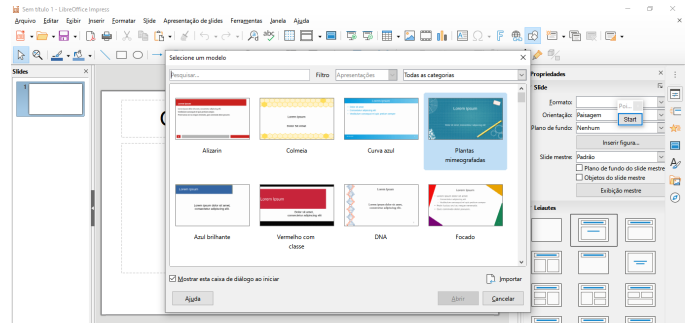 Sem título 1 - LibreOffice Impress
Arquivo Editar Exibir Inserir Formatar Slide Apresentação de slides Ferramentas Janela Ajuda
Slides
1
Selecione um modelo
Pesquisar...
Filtro
Apresentações
Todas as categorias
Alizarin
Colmeia
Curva azul
Plantas mimeografadas
Azul brilhante
Vermelho com classe
DNA
Focado
Mostrar esta caixa de diálogo ao iniciar
Importar
Ajuda
Abrir
Cancelar
Propriedades
Slide
Formato:
Orientação: Paisagem
Plano de fundo: Nenhum
Start
Inserir figura...
Slide mestre: Padrão
Plano de fundo do slide mestre
Objetos do slide mestre
Exibição mestre
Leiautes